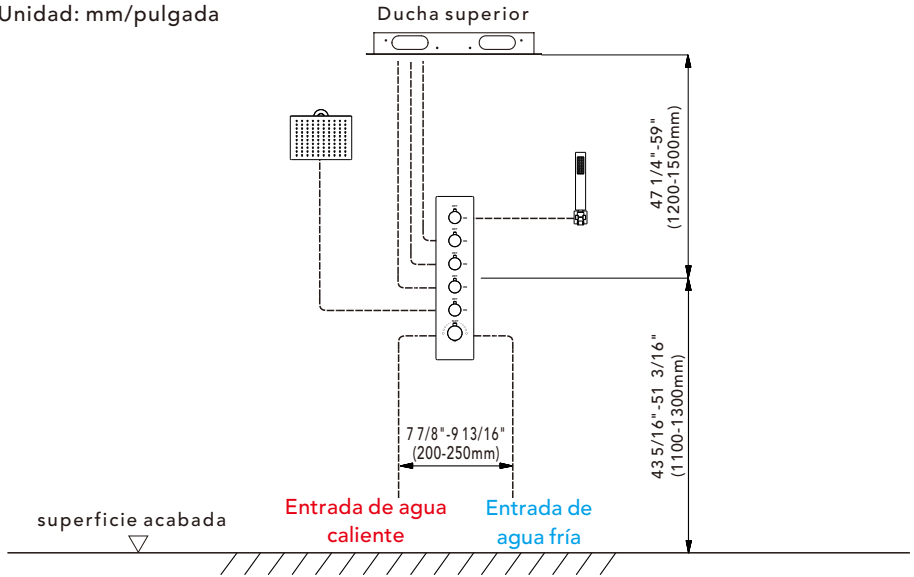 Unidad: mm/pulgada
Ducha superior
47 1/4"-59"
(1200-1500mm)
43 5/16"-51 3/16"
(1100-1300mm)
7 7/8"-9 13/16"
(200-250mm)
Entrada de agua
caliente
Entrada de
agua fría
superficie acabada